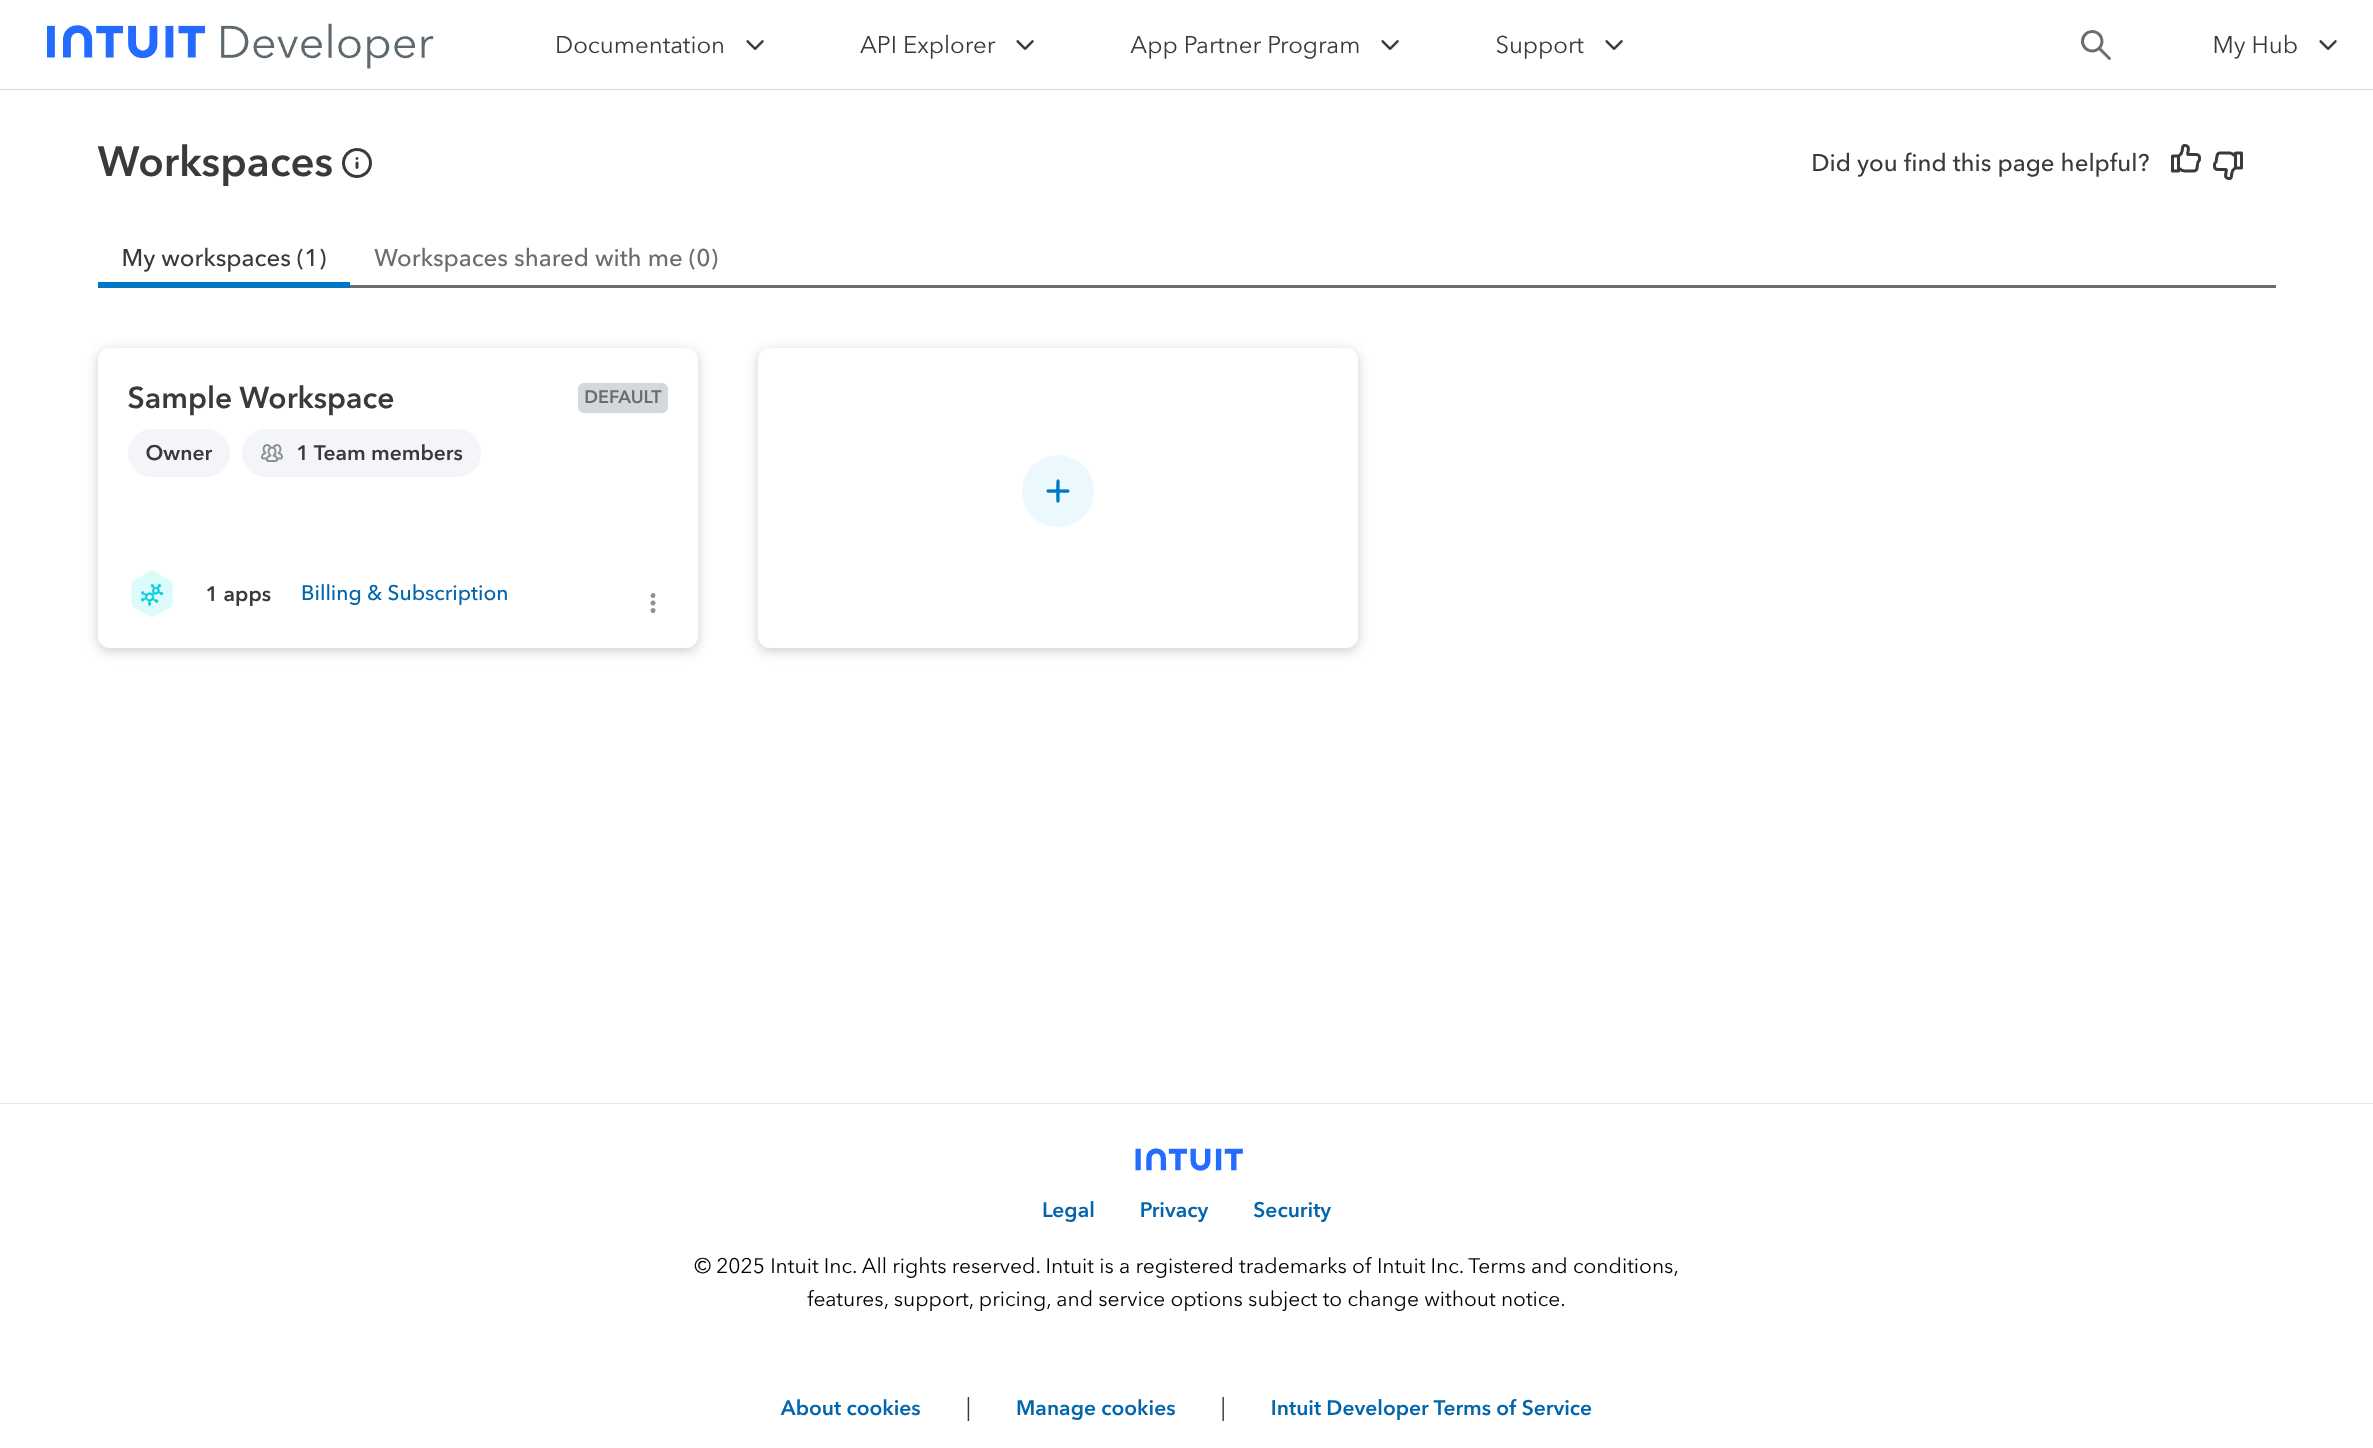 INTUIT Developer
Documentation
API Explorer
App Partner Program
Support
My Hub
Workspaces
Did you find this page helpful?
My workspaces (1)
Workspaces shared with me (0)
Sample Workspace
DEFAULT
Owner
1 Team members
1 apps
Billing & Subscription
INTUIT
Legal
Privacy
Security
© 2025 Intuit Inc. All rights reserved. Intuit is a registered trademarks of Intuit Inc. Terms and conditions,
features, support, pricing, and service options subject to change without notice.
About cookies | Manage cookies | Intuit Developer Terms of Service